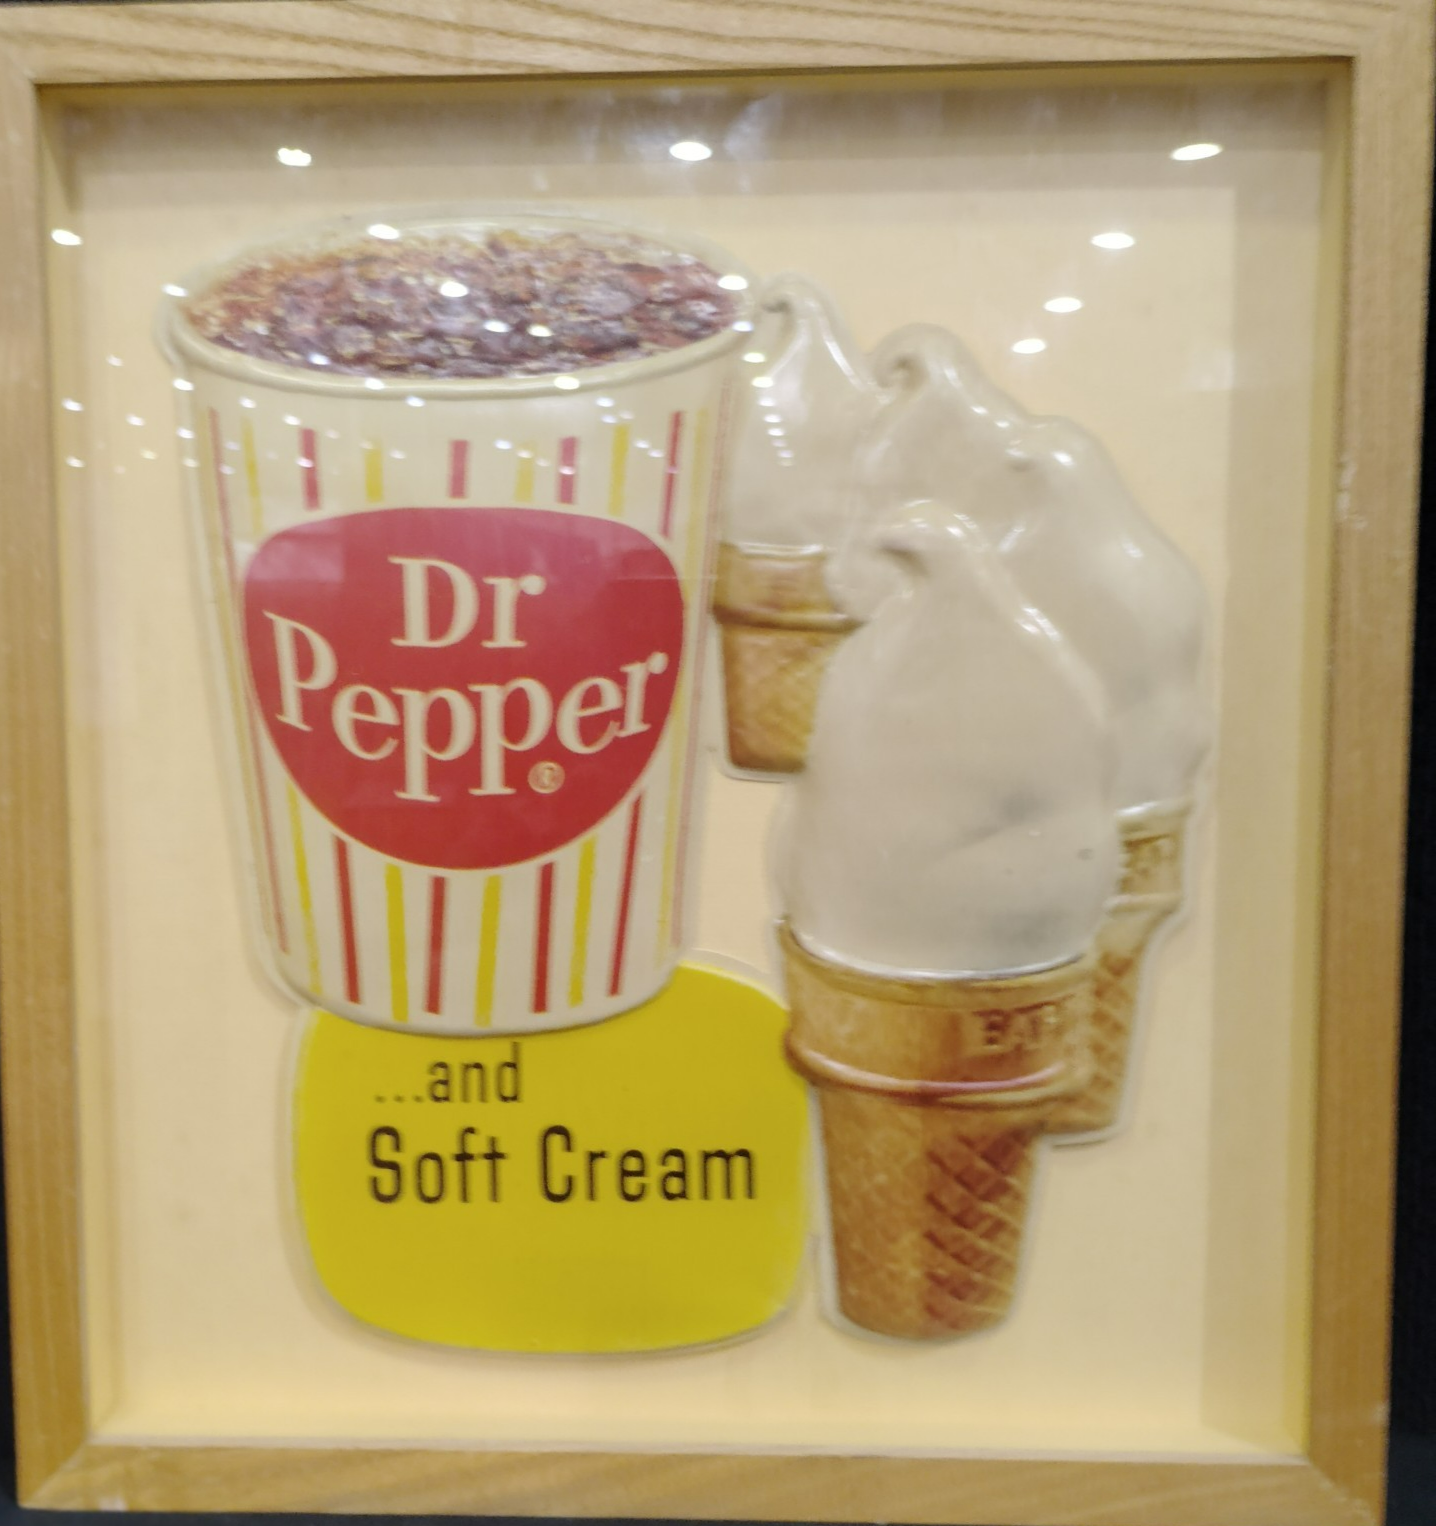 Dr
Pepper®
...and
Soft Cream